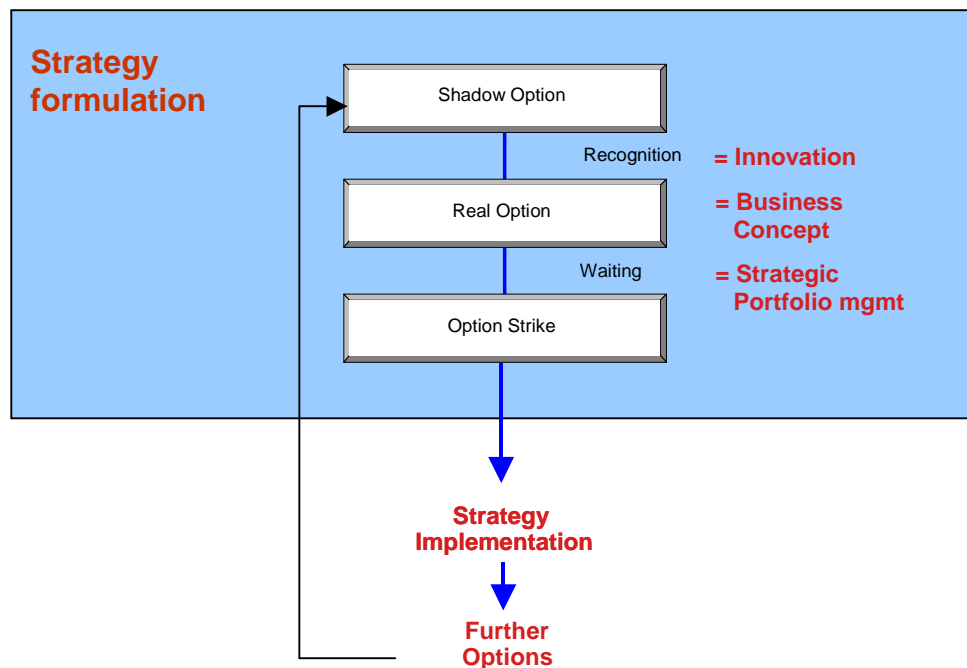 Strategy
formulation
Shadow Option
Recognition
= Innovation
Real Option
= Business
Concept
Waiting
= Strategic
Portfolio mgmt
Option Strike
Strategy
Implementation
Further
Options